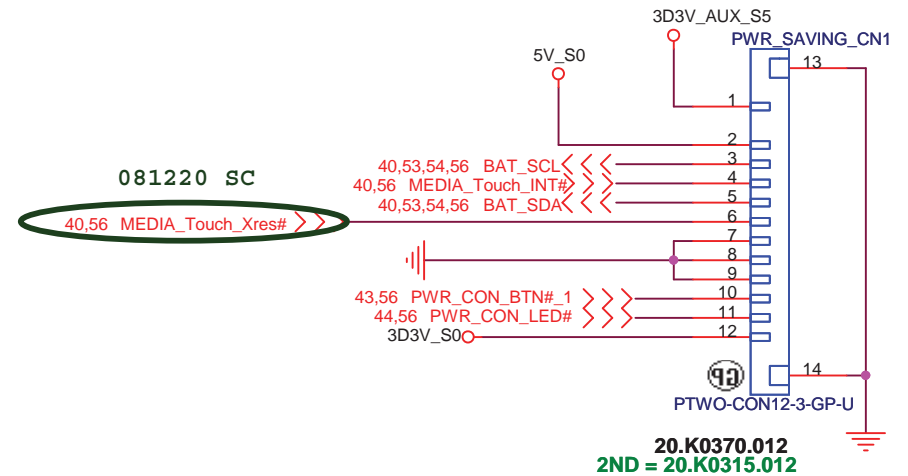 3D3V_AUX_S5
PWR_SAVING_CN1
5V_S0
13
1
2
40,53,54,56 BAT_SCL
3
081220 SC
40,56 MEDIA_Touch_INT#
4
40,53,54,56 BAT_SDA
5
40,56 MEDIA_Touch_Xres#
6
7
8
9
43,56 PWR_CON_BTN#_1
10
44,56 PWR_CON_LED#
11
3D3V_S0
12
GP
14
PTWO-CON12-3-GP-U
20.K0370.012
2ND = 20.K0315.012